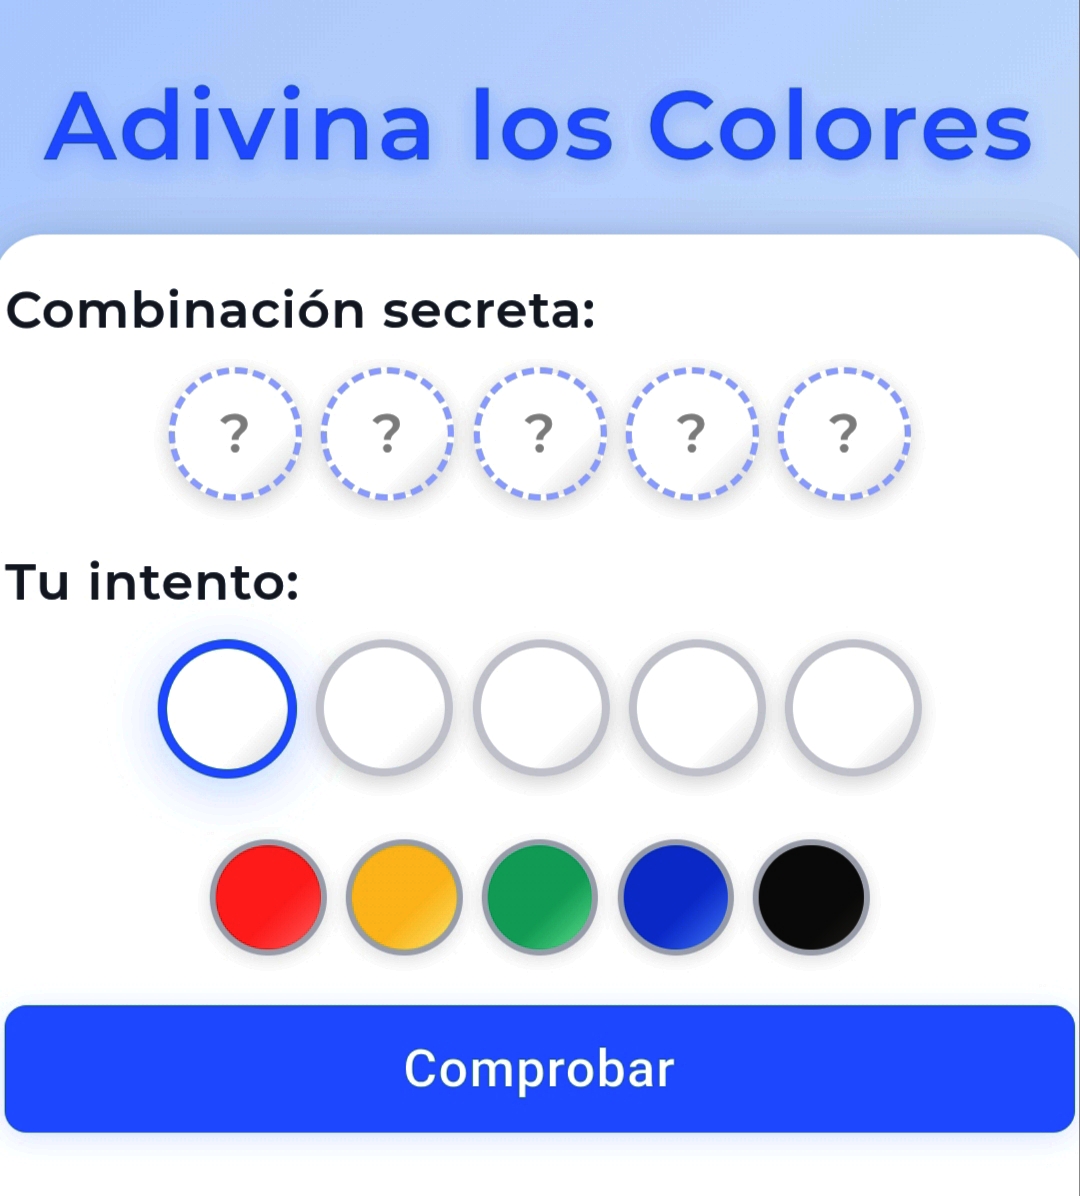 Adivina los Colores
Combinación secreta:
? ? ? ? ?
Tu intento:
Comprobar